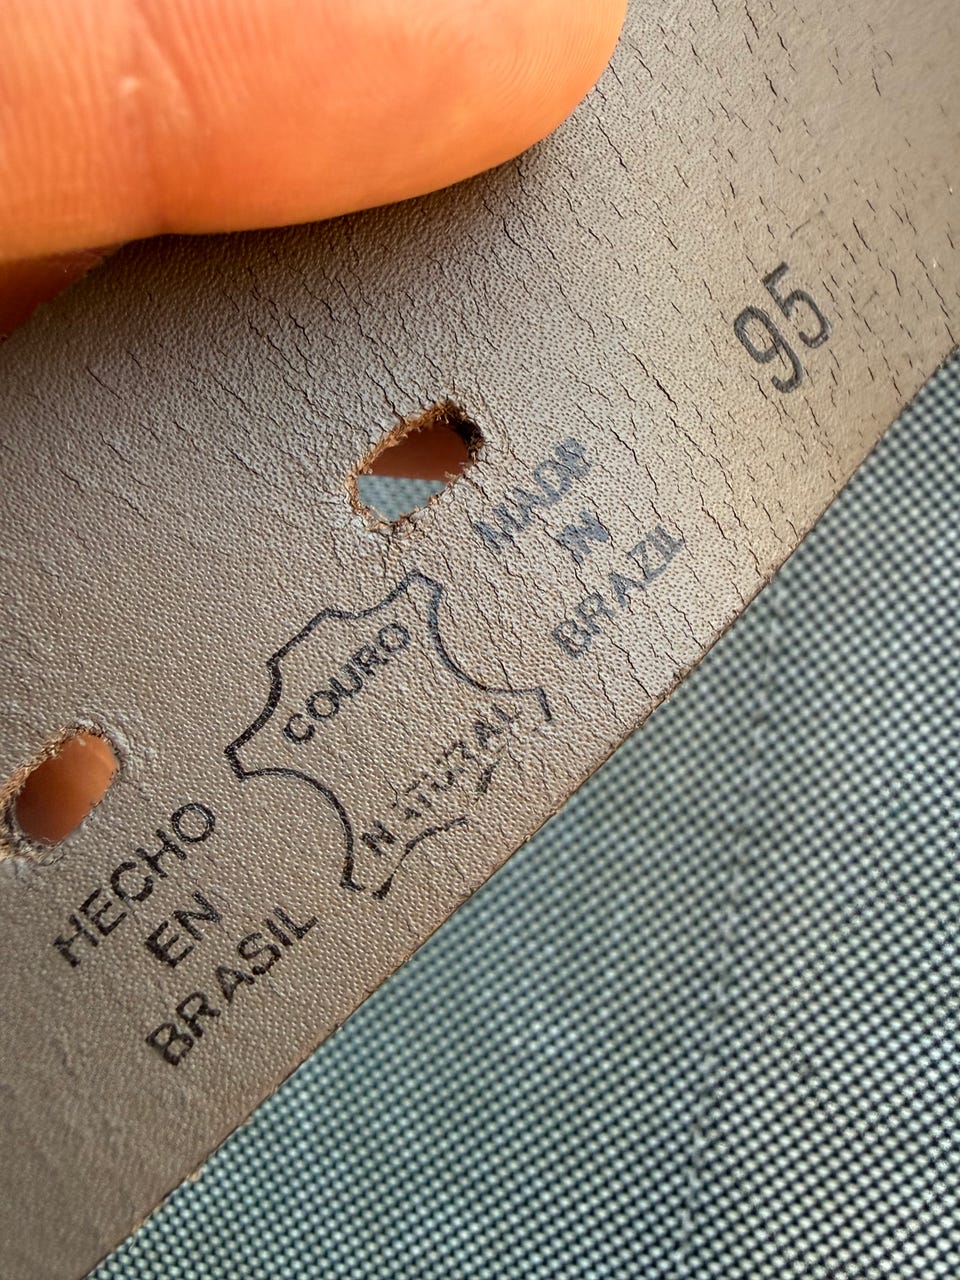 95
MADE
IN
BRAZIL
COURO
NATURAL
HECHO
EN
BRASIL